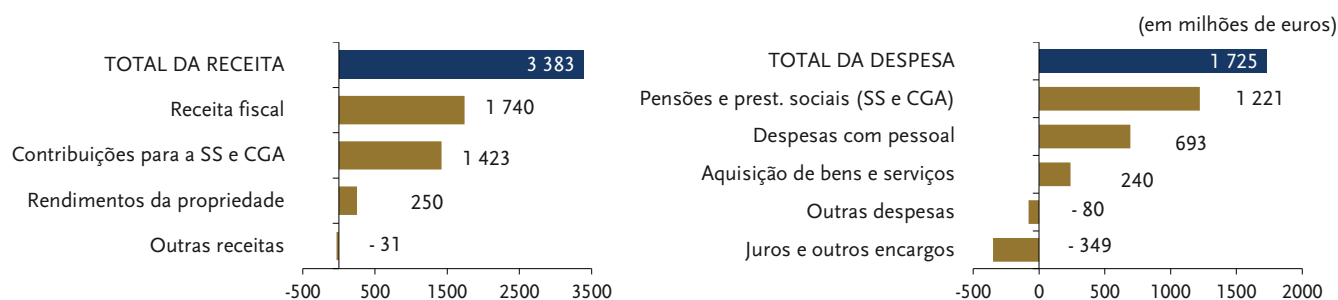 (em milhões de euros)
TOTAL DA RECEITA 3 383
Receita fiscal 1 740
Contribuições para a SS e CGA 1 423
Rendimentos da propriedade 250
Outras receitas - 31
-500 500 1500 2500 3500
TOTAL DA DESPESA 1 725
Pensões e prest. sociais (SS e CGA) 1 221
Despesas com pessoal 693
Aquisição de bens e serviços 240
Outras despesas - 80
Juros e outros encargos - 349
-500 0 500 1000 1500 2000